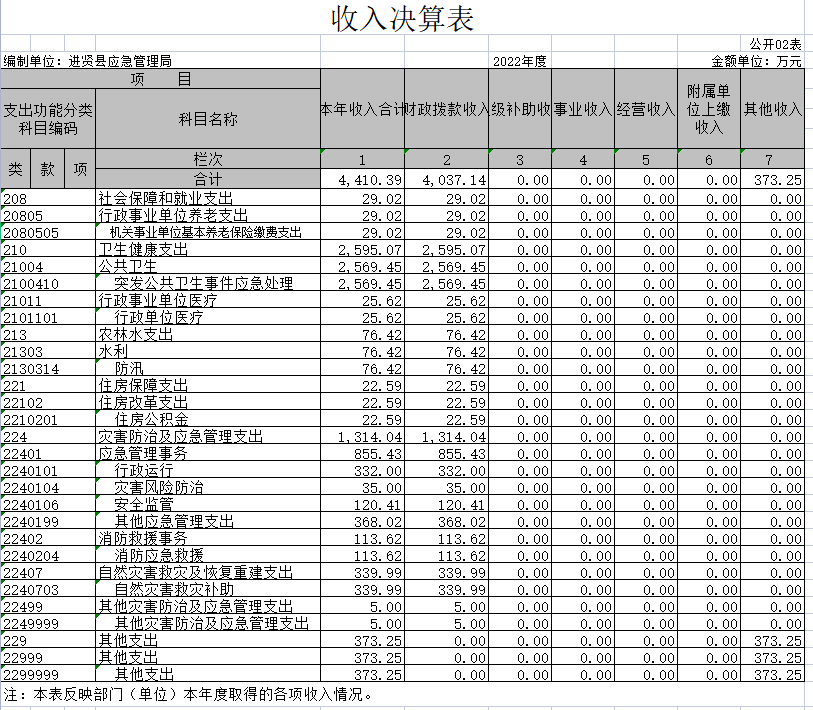 收入决算表
公开02表
编制单位：进贤县应急管理局 2022年度 金额单位：万元
项 目 本年收入合计 财政拨款收入 级补助收 事业收入 经营收入 附属单位上缴收入 其他收入
支出功能分类科目编码 科目名称
类 款 项 栏次 1 2 3 4 5 6 7
合计 4,410.39 4,037.14 0.00 0.00 0.00 0.00 373.25
208 社会保障和就业支出 29.02 29.02 0.00 0.00 0.00 0.00 0.00
20805 行政事业单位养老支出 29.02 29.02 0.00 0.00 0.00 0.00 0.00
2080505 机关事业单位基本养老保险缴费支出 29.02 29.02 0.00 0.00 0.00 0.00 0.00
210 卫生健康支出 2,595.07 2,595.07 0.00 0.00 0.00 0.00 0.00
21004 公共卫生 2,569.45 2,569.45 0.00 0.00 0.00 0.00 0.00
2100410 突发公共卫生事件应急处理 2,569.45 2,569.45 0.00 0.00 0.00 0.00 0.00
21011 行政事业单位医疗 25.62 25.62 0.00 0.00 0.00 0.00 0.00
2101101 行政单位医疗 25.62 25.62 0.00 0.00 0.00 0.00 0.00
213 农林水支出 76.42 76.42 0.00 0.00 0.00 0.00 0.00
21303 水利 76.42 76.42 0.00 0.00 0.00 0.00 0.00
2130314 防汛 76.42 76.42 0.00 0.00 0.00 0.00 0.00
221 住房保障支出 22.59 22.59 0.00 0.00 0.00 0.00 0.00
22102 住房改革支出 22.59 22.59 0.00 0.00 0.00 0.00 0.00
2210201 住房公积金 22.59 22.59 0.00 0.00 0.00 0.00 0.00
224 灾害防治及应急管理支出 1,314.04 1,314.04 0.00 0.00 0.00 0.00 0.00
22401 应急管理事务 855.43 855.43 0.00 0.00 0.00 0.00 0.00
2240101 行政运行 332.00 332.00 0.00 0.00 0.00 0.00 0.00
2240104 灾害风险防治 35.00 35.00 0.00 0.00 0.00 0.00 0.00
2240106 安全监管 120.41 120.41 0.00 0.00 0.00 0.00 0.00
2240199 其他应急管理支出 368.02 368.02 0.00 0.00 0.00 0.00 0.00
22402 消防救援事务 113.62 113.62 0.00 0.00 0.00 0.00 0.00
2240204 消防应急救援 113.62 113.62 0.00 0.00 0.00 0.00 0.00
22407 自然灾害救灾及恢复重建支出 339.99 339.99 0.00 0.00 0.00 0.00 0.00
2240703 自然灾害救灾补助 339.99 339.99 0.00 0.00 0.00 0.00 0.00
22499 其他灾害防治及应急管理支出 5.00 5.00 0.00 0.00 0.00 0.00 0.00
2249999 其他灾害防治及应急管理支出 5.00 5.00 0.00 0.00 0.00 0.00 0.00
229 其他支出 373.25 0.00 0.00 0.00 0.00 0.00 373.25
22999 其他支出 373.25 0.00 0.00 0.00 0.00 0.00 373.25
2299999 其他支出 373.25 0.00 0.00 0.00 0.00 0.00 373.25
注：本表反映部门（单位）本年度取得的各项收入情况。